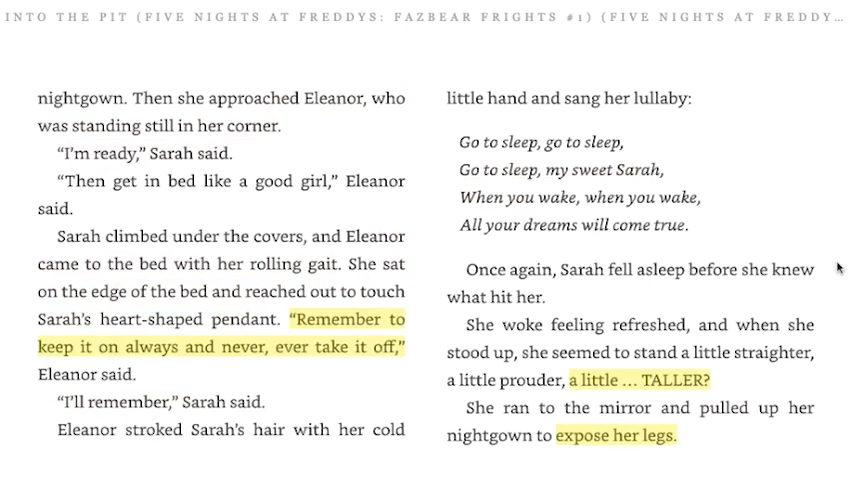 INTO THE PIT (FIVE NIGHTS AT FREDDYS: FAZBEAR FRIGHTS #1) (FIVE NIGHTS AT FREDDY…
nightgown. Then she approached Eleanor, who
was standing still in her corner.
“I’m ready,” Sarah said.
“Then get in bed like a good girl,” Eleanor
said.
Sarah climbed under the covers, and Eleanor
came to the bed with her rolling gait. She sat
on the edge of the bed and reached out to touch
Sarah’s heart-shaped pendant. “Remember to
keep it on always and never, ever take it off,”
Eleanor said.
“I’ll remember,” Sarah said.
Eleanor stroked Sarah’s hair with her cold
little hand and sang her lullaby:
Go to sleep, go to sleep,
Go to sleep, my sweet Sarah,
When you wake, when you wake,
All your dreams will come true.
Once again, Sarah fell asleep before she knew
what hit her.
She woke feeling refreshed, and when she
stood up, she seemed to stand a little straighter,
a little prouder, a little … TALLER?
She ran to the mirror and pulled up her
nightgown to expose her legs.